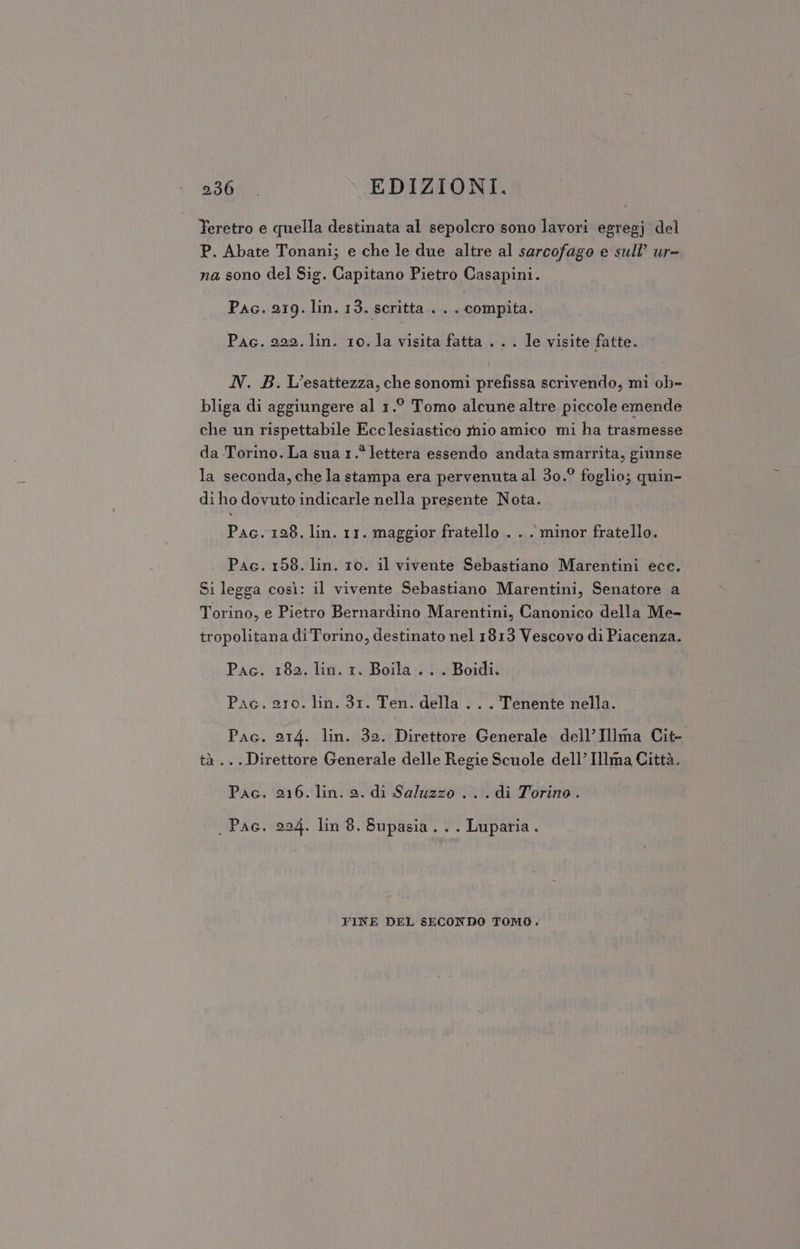 236 EDIZIONI.
feretro e quella destinata al sepolcro sono lavori egregj del
P. Abate Tonani; e che le due altre al sarcofago e sull' ur-
na sono del Sig. Capitano Pietro Casapini.
PAG. 219. lin. 13. scritta . . . compita.
PAG. 222. lin. 10. la visita fatta . . . le visite fatte.
N. B. L'esattezza, che sonomi prefissa scrivendo, mi ob-
bliga di aggiungere al 1.° Tomo alcune altre piccole emende
che un rispettabile Ecclesiastico mio amico mi ha trasmesse
da Torino. La sua 1.ª lettera essendo andata smarrita, giunse
la seconda, che la stampa era pervenuta al 30.° foglio; quin-
di ho dovuto indicarle nella presente Nota.
PAG. 128. lin. 11. maggior fratello . . . minor fratello.
PAG. 158. lin. 10. il vivente Sebastiano Marentini ecc.
Si legga così: il vivente Sebastiano Marentini, Senatore a
Torino, e Pietro Bernardino Marentini, Canonico della Me-
tropolitana di Torino, destinato nel 1813 Vescovo di Piacenza.
PAG. 182. lin. 1. Boila . . . Boidi.
PAG. 210. lin. 31. Ten. della . . . Tenente nella.
PAG. 214. lin. 32. Direttore Generale dell'Illma Cit-
tà . . . Direttore Generale delle Regie Scuole dell' Illma Città.
PAG. 216. lin. 2. di Saluzzo . . . di Torino.
PAG. 224. lin 8. Supasia . . . Luparia.
FINE DEL SECONDO TOMO.